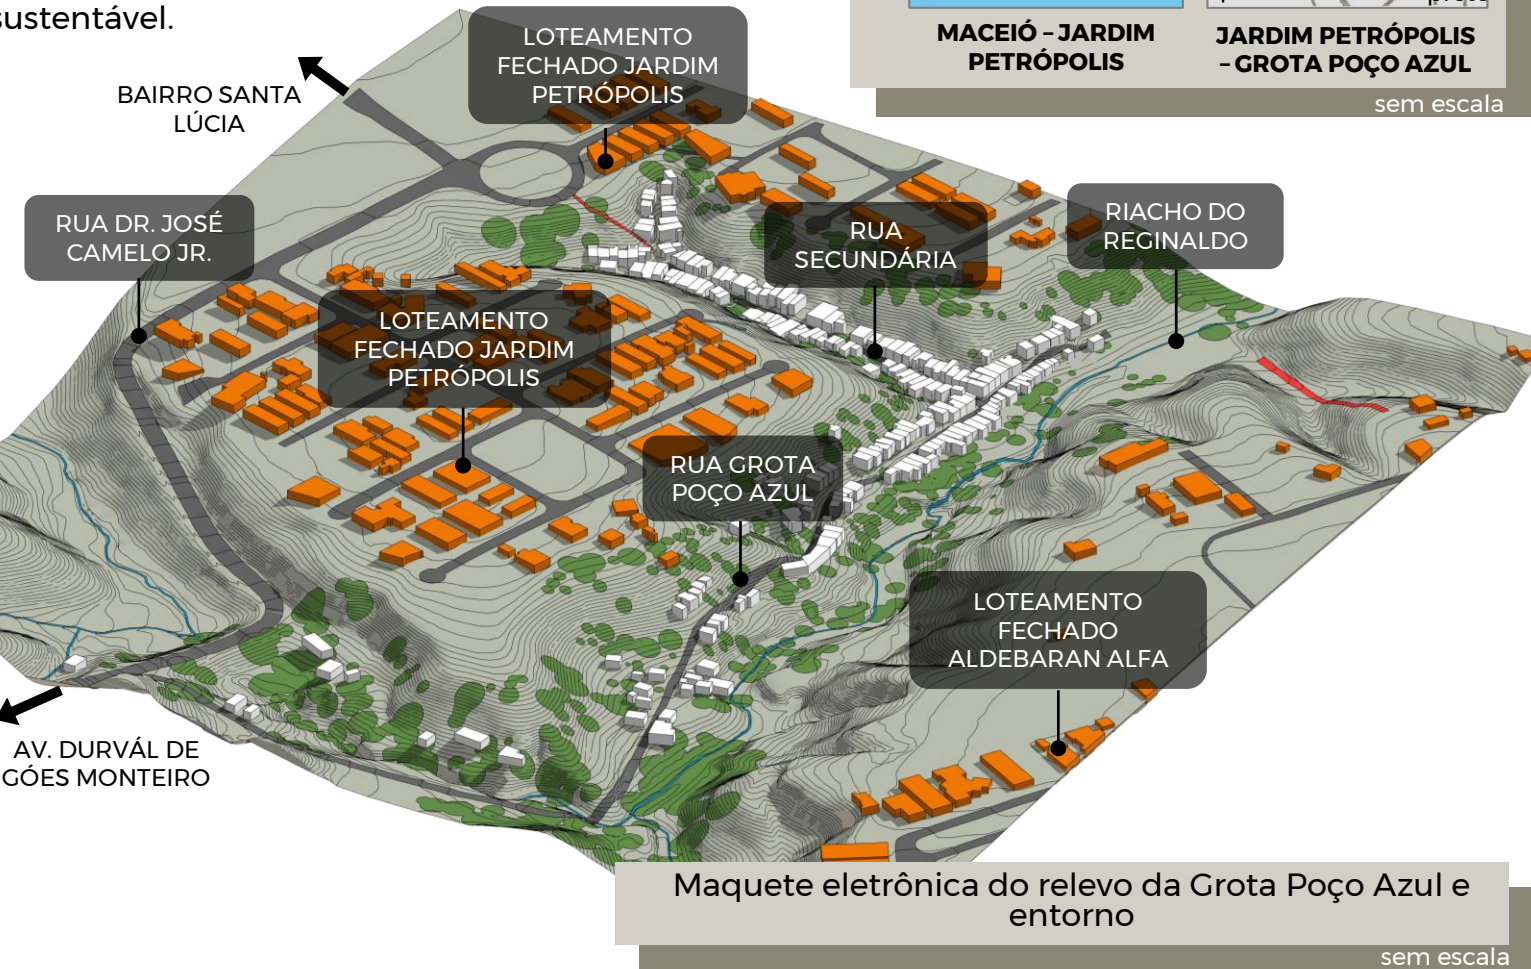 sustentável.
MACEIÓ – JARDIM
PETRÓPOLIS
JARDIM PETRÓPOLIS
– GROTA POÇO AZUL
sem escala
LOTEAMENTO
FECHADO JARDIM
PETRÓPOLIS
BAIRRO SANTA
LÚCIA
RUA DR. JOSÉ
CAMELO JR.
RUA
SECUNDÁRIA
RIACHO DO
REGINALDO
LOTEAMENTO
FECHADO JARDIM
PETRÓPOLIS
RUA GROTA
POÇO AZUL
LOTEAMENTO
FECHADO
ALDEBARAN ALFA
AV. DURVÁL DE
GÓES MONTEIRO
Maquete eletrônica do relevo da Grota Poço Azul e
entorno
sem escala